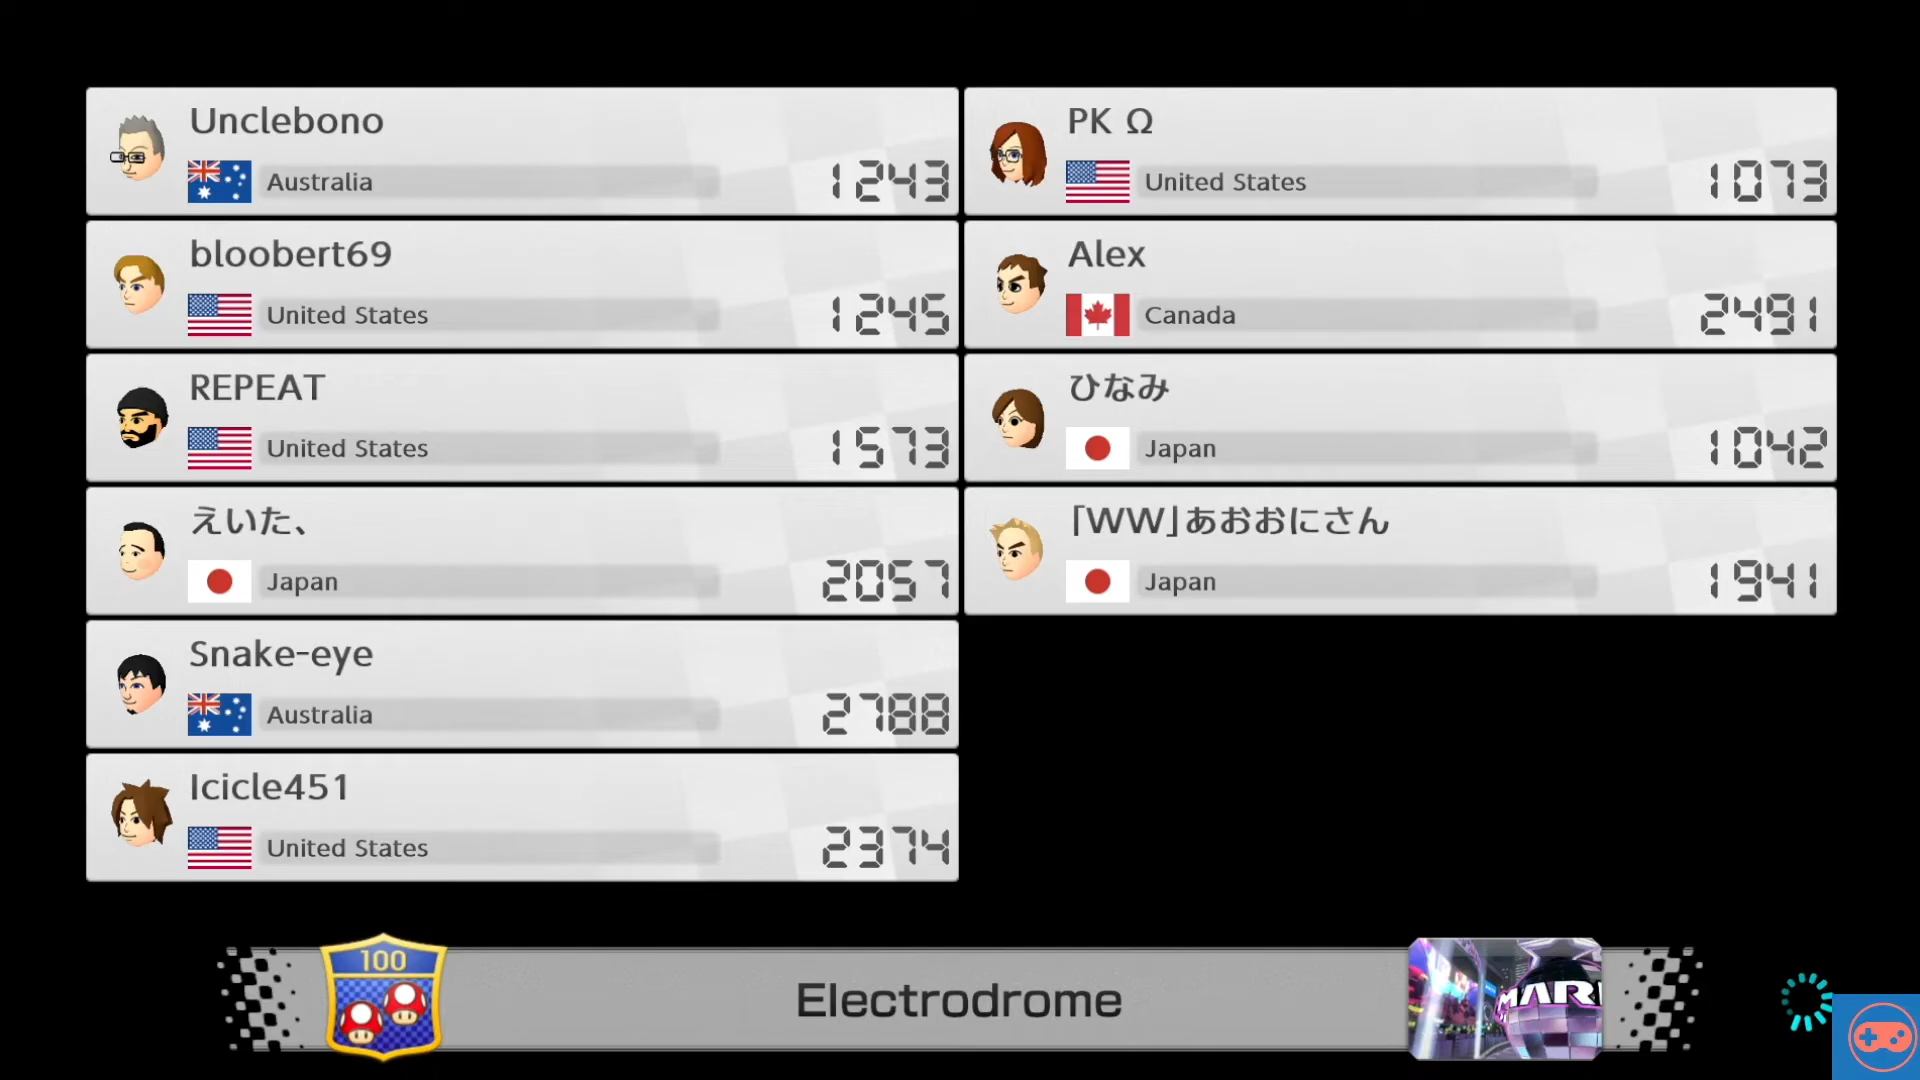 Unclebono
Australia
1243
bloobert69
United States
1245
REPEAT
United States
1573
えいた、
Japan
2057
Snake-eye
Australia
2788
Icicle451
United States
2374
PK Ω
United States
1073
Alex
Canada
2491
ひなみ
Japan
1042
「WW」あおおにさん
Japan
1941
100
Electrodrome
MARI